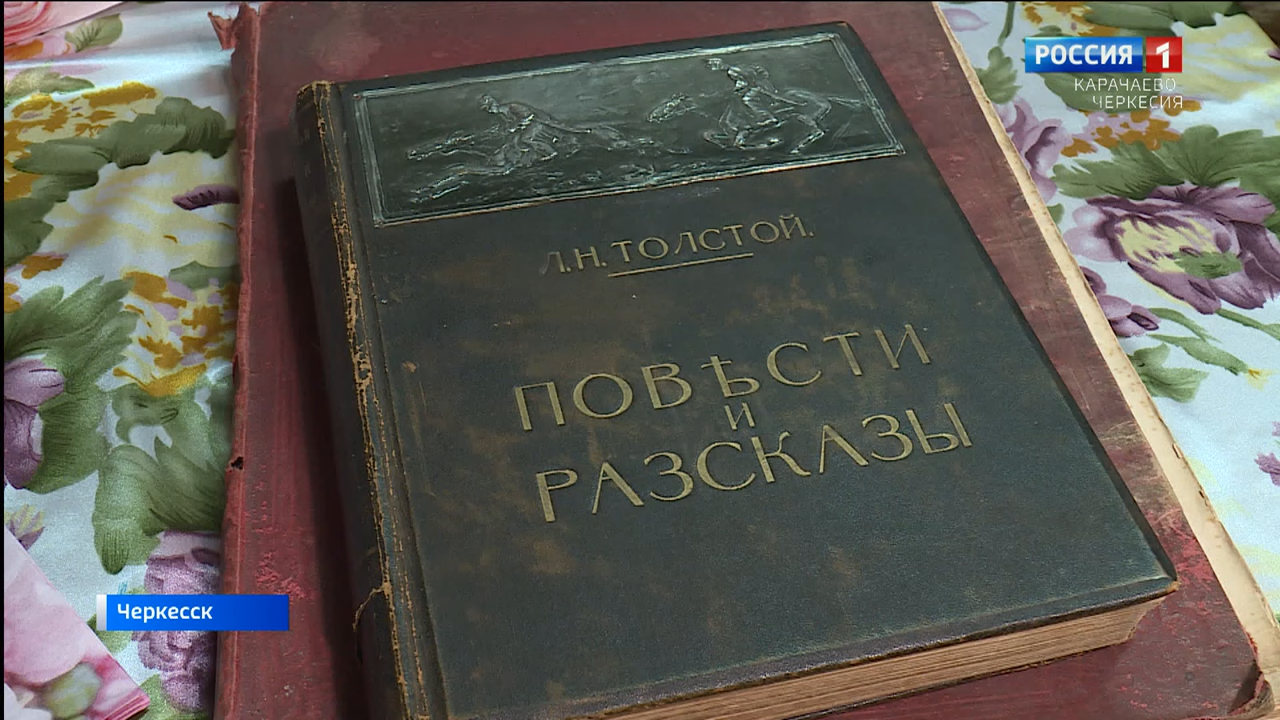 РОССИЯ 1
КАРАЧАЕВО
ЧЕРКЕСИЯ
Л.Н.ТОЛСТОЙ.
ПОВѢСТИ
И
РАЗСКАЗЫ
Черкесск